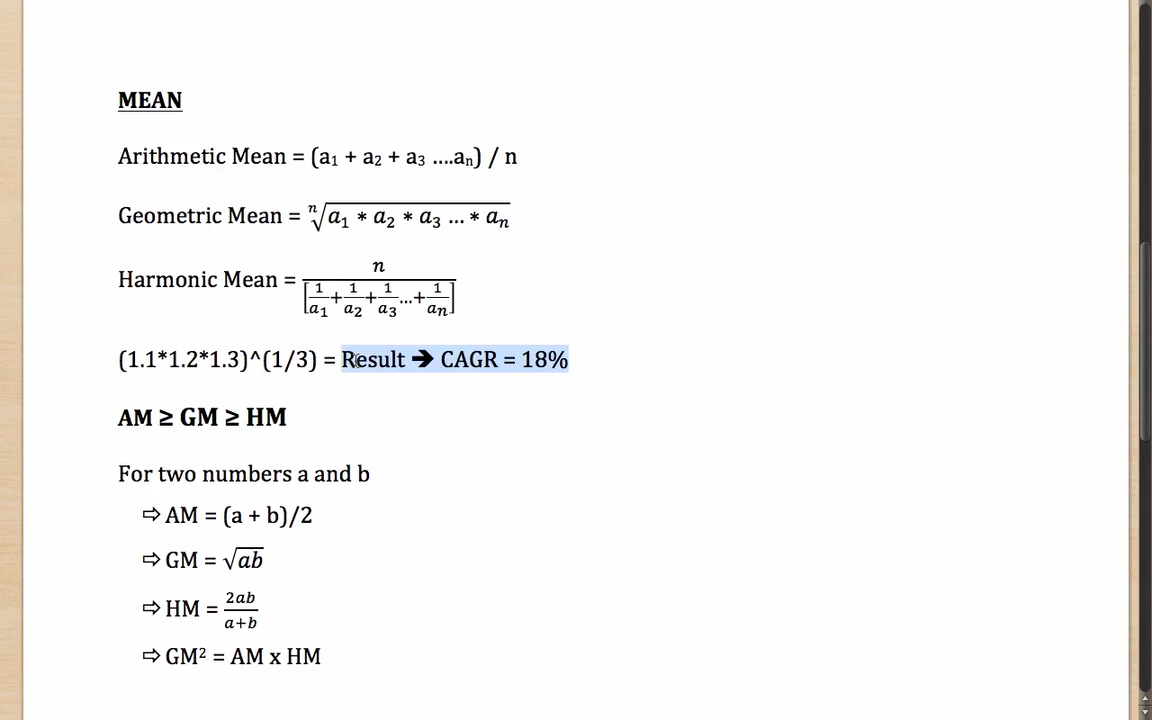 MEAN
Arithmetic Mean = (a₁ + a₂ + a₃ ....aₙ) / n
Geometric Mean = ⁿ√(a₁ * a₂ * a₃ ... * aₙ)
Harmonic Mean = n / [1/a₁ + 1/a₂ + 1/a₃ ... + 1/aₙ]
(1.1*1.2*1.3)^(1/3) = Result ➔ CAGR = 18%
AM ≥ GM ≥ HM
For two numbers a and b
⇨ AM = (a + b)/2
⇨ GM = √ab
⇨ HM = 2ab / a+b
⇨ GM² = AM x HM